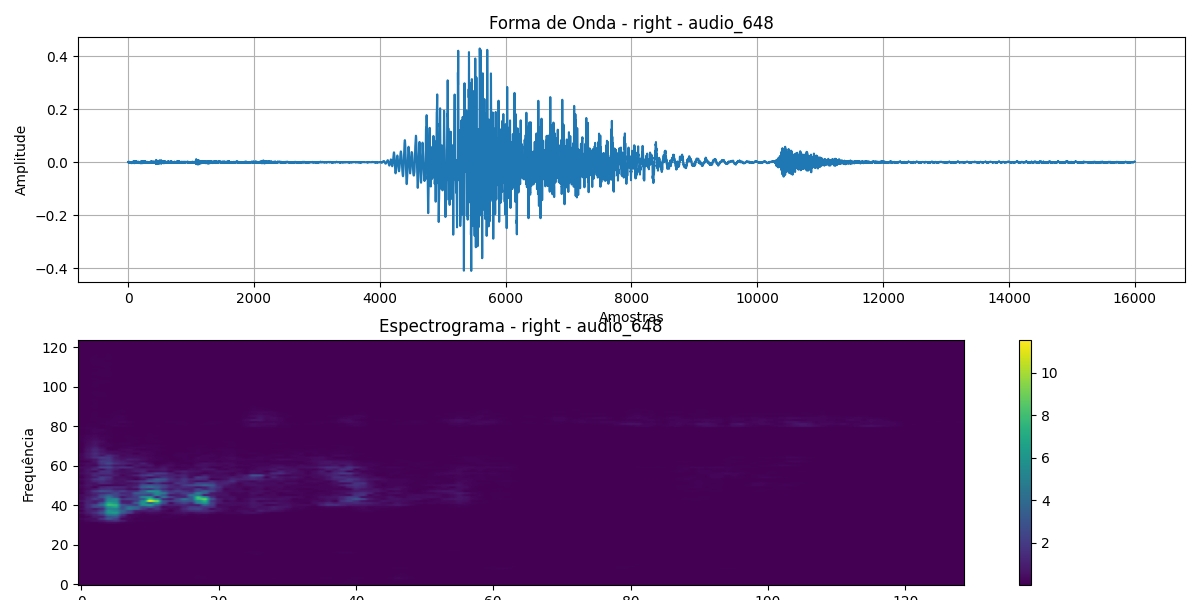 Forma de Onda - right - audio_648
0.4
0.2
0.0
−0.2
−0.4
Amplitude
0 2000 4000 6000 8000 10000 12000 14000 16000
Amostras
Espectrograma - right - audio_648
120
100
80
60
40
20
0
Frequência
10
8
6
4
2
0 20 40 60 80 100 120